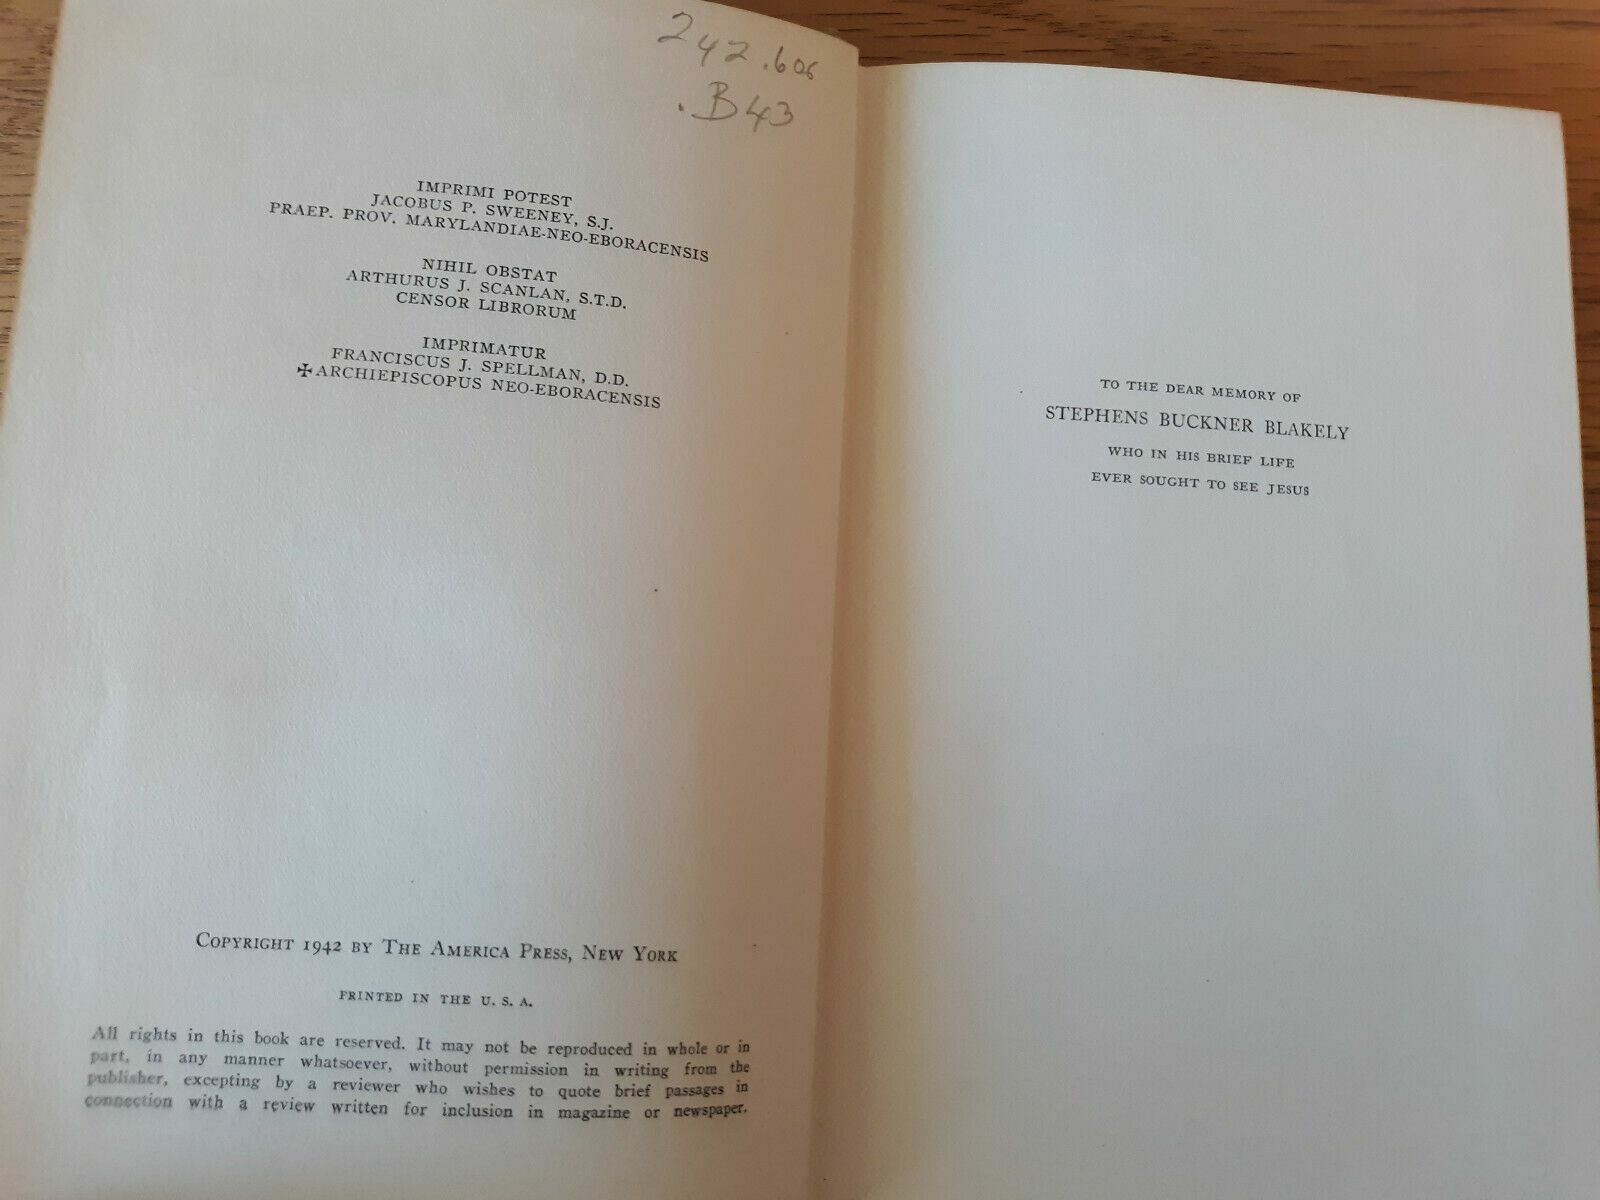 242.606
.B43
IMPRIMI POTEST
JACOBUS P. SWEENEY, S.J.
PRAEP. PROV. MARYLANDIAE-NEO-EBORACENSIS
NIHIL OBSTAT
ARTHURUS J. SCANLAN, S.T.D.
CENSOR LIBRORUM
IMPRIMATUR
FRANCISCUS J. SPELLMAN, D.D.
✠ARCHIEPISCOPUS NEO-EBORACENSIS
COPYRIGHT 1942 BY THE AMERICA PRESS, NEW YORK
PRINTED IN THE U. S. A.
All rights in this book are reserved. It may not be reproduced in whole or in
part, in any manner whatsoever, without permission in writing from the
publisher, excepting by a reviewer who wishes to quote brief passages in
connection with a review written for inclusion in magazine or newspaper.
TO THE DEAR MEMORY OF
STEPHENS BUCKNER BLAKELY
WHO IN HIS BRIEF LIFE
EVER SOUGHT TO SEE JESUS